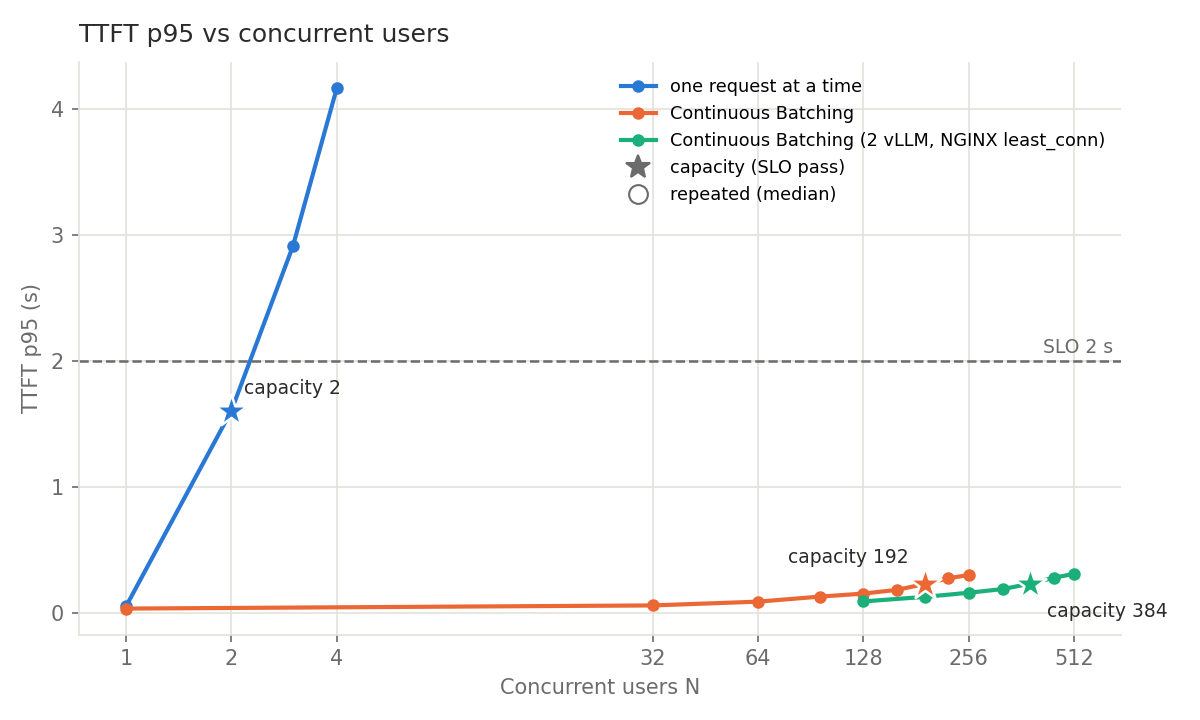 TTFT p95 vs concurrent users
one request at a time
Continuous Batching
Continuous Batching (2 vLLM, NGINX least_conn)
capacity (SLO pass)
repeated (median)
4
3
2
1
0
TTFT p95 (s)
SLO 2 s
capacity 2
capacity 192
capacity 384
1 2 4 32 64 128 256 512
Concurrent users N